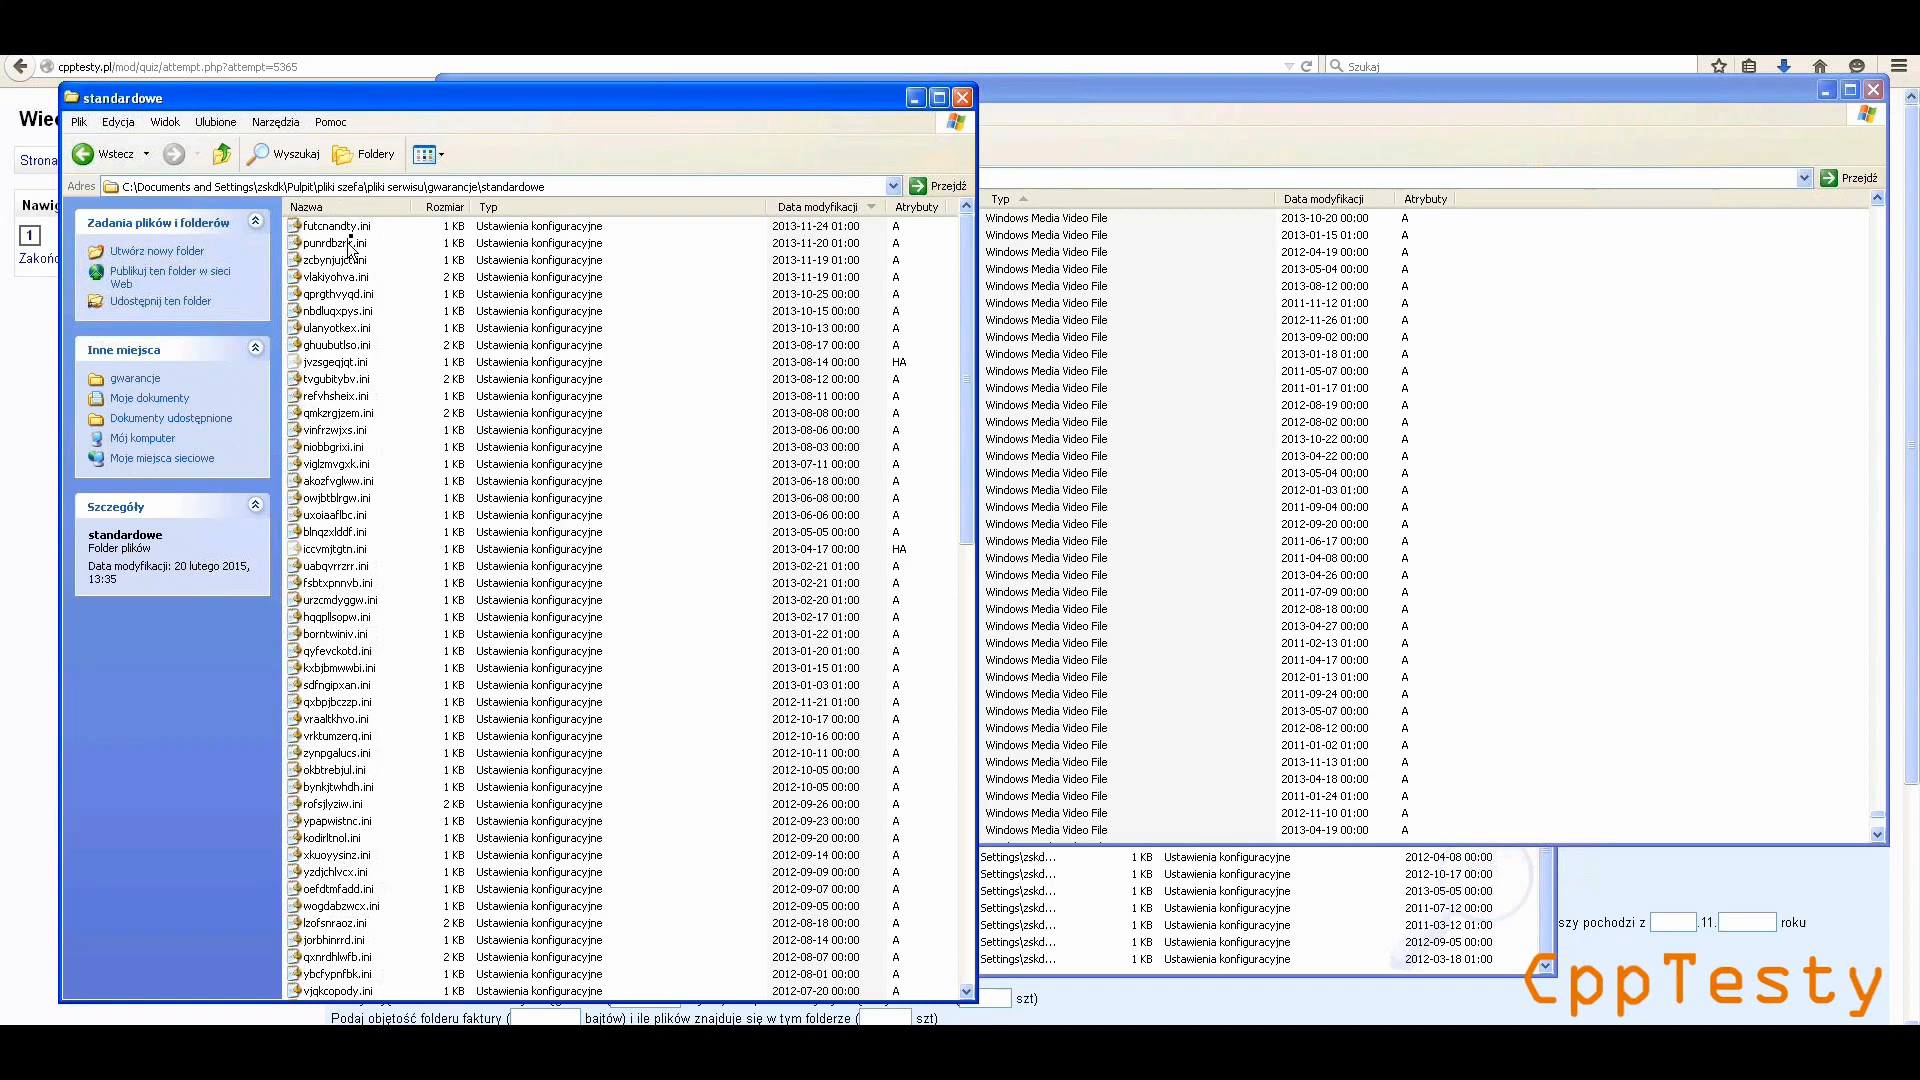 cpptesty.pl/mod/quiz/attempt.php?attempt=5365
Szukaj
standardowe
Plik Edycja Widok Ulubione Narzędzia Pomoc
Wstecz Wyszukaj Foldery
Adres C:\Documents and Settings\zskdk\Pulpit\pliki szefa\pliki serwisu\gwarancje\standardowe Przejdź
Przejdź
Strona
1
Zadania plików i folderów
Utwórz nowy folder
Publikuj ten folder w sieci
Web
Udostępnij ten folder
Inne miejsca
gwarancje
Moje dokumenty
Dokumenty udostępnione
Mój komputer
Moje miejsca sieciowe
Szczegóły
standardowe
Folder plików
Data modyfikacji: 20 lutego 2015,
13:35
Nazwa Rozmiar Typ Data modyfikacji Atrybuty
futcnandty.ini 1 KB Ustawienia konfiguracyjne 2013-11-24 01:00 A
1 KB Ustawienia konfiguracyjne 2013-11-20 01:00 A
1 KB Ustawienia konfiguracyjne 2013-11-19 01:00 A
vlakiyohva.ini 2 KB Ustawienia konfiguracyjne 2013-11-19 01:00 A
qprgthvyqd.ini 1 KB Ustawienia konfiguracyjne 2013-10-25 00:00 A
nbdluqxpys.ini 1 KB Ustawienia konfiguracyjne 2013-10-15 00:00 A
ulanyotkex.ini 1 KB Ustawienia konfiguracyjne 2013-10-13 00:00 A
ghuubutlso.ini 2 KB Ustawienia konfiguracyjne 2013-08-17 00:00 A
jvzsgeqjqt.ini 1 KB Ustawienia konfiguracyjne 2013-08-14 00:00 HA
tvgubitybv.ini 2 KB Ustawienia konfiguracyjne 2013-08-12 00:00 A
refvhsheix.ini 1 KB Ustawienia konfiguracyjne 2013-08-11 00:00 A
qmkzrgjzem.ini 2 KB Ustawienia konfiguracyjne 2013-08-08 00:00 A
vinfrzwjxs.ini 1 KB Ustawienia konfiguracyjne 2013-08-06 00:00 A
niobbgrixi.ini 1 KB Ustawienia konfiguracyjne 2013-08-03 00:00 A
viglzmvgxk.ini 1 KB Ustawienia konfiguracyjne 2013-07-11 00:00 A
akozfvglww.ini 1 KB Ustawienia konfiguracyjne 2013-06-18 00:00 A
owjbtblrgw.ini 1 KB Ustawienia konfiguracyjne 2013-06-08 00:00 A
uxoiaaflbc.ini 1 KB Ustawienia konfiguracyjne 2013-06-06 00:00 A
blnqzxlddf.ini 1 KB Ustawienia konfiguracyjne 2013-05-05 00:00 A
iccvmjtgtn.ini 1 KB Ustawienia konfiguracyjne 2013-04-17 00:00 HA
uabqvrrzrr.ini 1 KB Ustawienia konfiguracyjne 2013-02-21 01:00 A
fsbtxpnnvb.ini 1 KB Ustawienia konfiguracyjne 2013-02-21 01:00 A
urzcmdyggw.ini 1 KB Ustawienia konfiguracyjne 2013-02-20 01:00 A
hqqpllsopw.ini 1 KB Ustawienia konfiguracyjne 2013-02-17 01:00 A
borntwiniv.ini 1 KB Ustawienia konfiguracyjne 2013-01-22 01:00 A
qyfevckotd.ini 1 KB Ustawienia konfiguracyjne 2013-01-20 01:00 A
kxbjbmwwbi.ini 1 KB Ustawienia konfiguracyjne 2013-01-15 01:00 A
sdfngipxan.ini 1 KB Ustawienia konfiguracyjne 2013-01-03 01:00 A
qxbpjbczzp.ini 1 KB Ustawienia konfiguracyjne 2012-11-21 01:00 A
vraaltkhvo.ini 1 KB Ustawienia konfiguracyjne 2012-10-17 00:00 A
vrktumzerq.ini 1 KB Ustawienia konfiguracyjne 2012-10-16 00:00 A
zynpgalucs.ini 1 KB Ustawienia konfiguracyjne 2012-10-11 00:00 A
okbtrebjul.ini 1 KB Ustawienia konfiguracyjne 2012-10-05 00:00 A
bynkjtwhdh.ini 1 KB Ustawienia konfiguracyjne 2012-10-05 00:00 A
rofsjlyziw.ini 2 KB Ustawienia konfiguracyjne 2012-09-26 00:00 A
ypapwistnc.ini 1 KB Ustawienia konfiguracyjne 2012-09-23 00:00 A
kodirltnol.ini 1 KB Ustawienia konfiguracyjne 2012-09-20 00:00 A
xkuoyysinz.ini 1 KB Ustawienia konfiguracyjne 2012-09-14 00:00 A
yzdjchlvcx.ini 1 KB Ustawienia konfiguracyjne 2012-09-09 00:00 A
oefdtmfadd.ini 1 KB Ustawienia konfiguracyjne 2012-09-07 00:00 A
wogdabzwcx.ini 1 KB Ustawienia konfiguracyjne 2012-09-05 00:00 A
lzofsnraoz.ini 2 KB Ustawienia konfiguracyjne 2012-08-18 00:00 A
jorbhinrrd.ini 1 KB Ustawienia konfiguracyjne 2012-08-14 00:00 A
qxnrdhlwfb.ini 2 KB Ustawienia konfiguracyjne 2012-08-07 00:00 A
ybcfypnfbk.ini 1 KB Ustawienia konfiguracyjne 2012-08-01 00:00 A
vjqkcopody.ini 1 KB Ustawienia konfiguracyjne 2012-07-20 00:00 A
Typ Data modyfikacji Atrybuty
Windows Media Video File 2013-10-20 00:00 A
Windows Media Video File 2013-01-15 01:00 A
Windows Media Video File 2012-04-19 00:00 A
Windows Media Video File 2013-05-04 00:00 A
Windows Media Video File 2013-08-12 00:00 A
Windows Media Video File 2011-11-12 01:00 A
Windows Media Video File 2012-11-26 01:00 A
Windows Media Video File 2013-09-02 00:00 A
Windows Media Video File 2013-01-18 01:00 A
Windows Media Video File 2011-05-07 00:00 A
Windows Media Video File 2011-01-17 01:00 A
Windows Media Video File 2012-08-19 00:00 A
Windows Media Video File 2012-08-02 00:00 A
Windows Media Video File 2013-10-22 00:00 A
Windows Media Video File 2013-04-22 00:00 A
Windows Media Video File 2013-05-04 00:00 A
Windows Media Video File 2012-01-03 01:00 A
Windows Media Video File 2011-09-04 00:00 A
Windows Media Video File 2012-09-20 00:00 A
Windows Media Video File 2011-06-17 00:00 A
Windows Media Video File 2011-04-08 00:00 A
Windows Media Video File 2013-04-26 00:00 A
Windows Media Video File 2011-07-09 00:00 A
Windows Media Video File 2012-08-18 00:00 A
Windows Media Video File 2013-04-27 00:00 A
Windows Media Video File 2011-02-13 01:00 A
Windows Media Video File 2011-04-17 00:00 A
Windows Media Video File 2012-01-13 01:00 A
Windows Media Video File 2011-09-24 00:00 A
Windows Media Video File 2013-05-07 00:00 A
Windows Media Video File 2012-08-12 00:00 A
Windows Media Video File 2011-01-02 01:00 A
Windows Media Video File 2013-11-13 01:00 A
Windows Media Video File 2013-04-18 00:00 A
Windows Media Video File 2011-01-24 01:00 A
Windows Media Video File 2012-11-10 01:00 A
Windows Media Video File 2013-04-19 00:00 A
Settings\zskd... 1 KB Ustawienia konfiguracyjne 2012-04-08 00:00
Settings\zskd... 1 KB Ustawienia konfiguracyjne 2012-10-17 00:00
Settings\zskd... 1 KB Ustawienia konfiguracyjne 2013-05-05 00:00
Settings\zskd... 1 KB Ustawienia konfiguracyjne 2011-07-12 00:00
Settings\zskd... 1 KB Ustawienia konfiguracyjne 2011-03-12 01:00
Settings\zskd... 1 KB Ustawienia konfiguracyjne 2012-09-05 00:00
Settings\zskd... 1 KB Ustawienia konfiguracyjne 2012-03-18 01:00
szy pochodzi z .11. roku
szt)
Podaj objętość folderu faktury ( bajtów) i ile plików znajduje się w tym folderze ( szt)
CppTesty